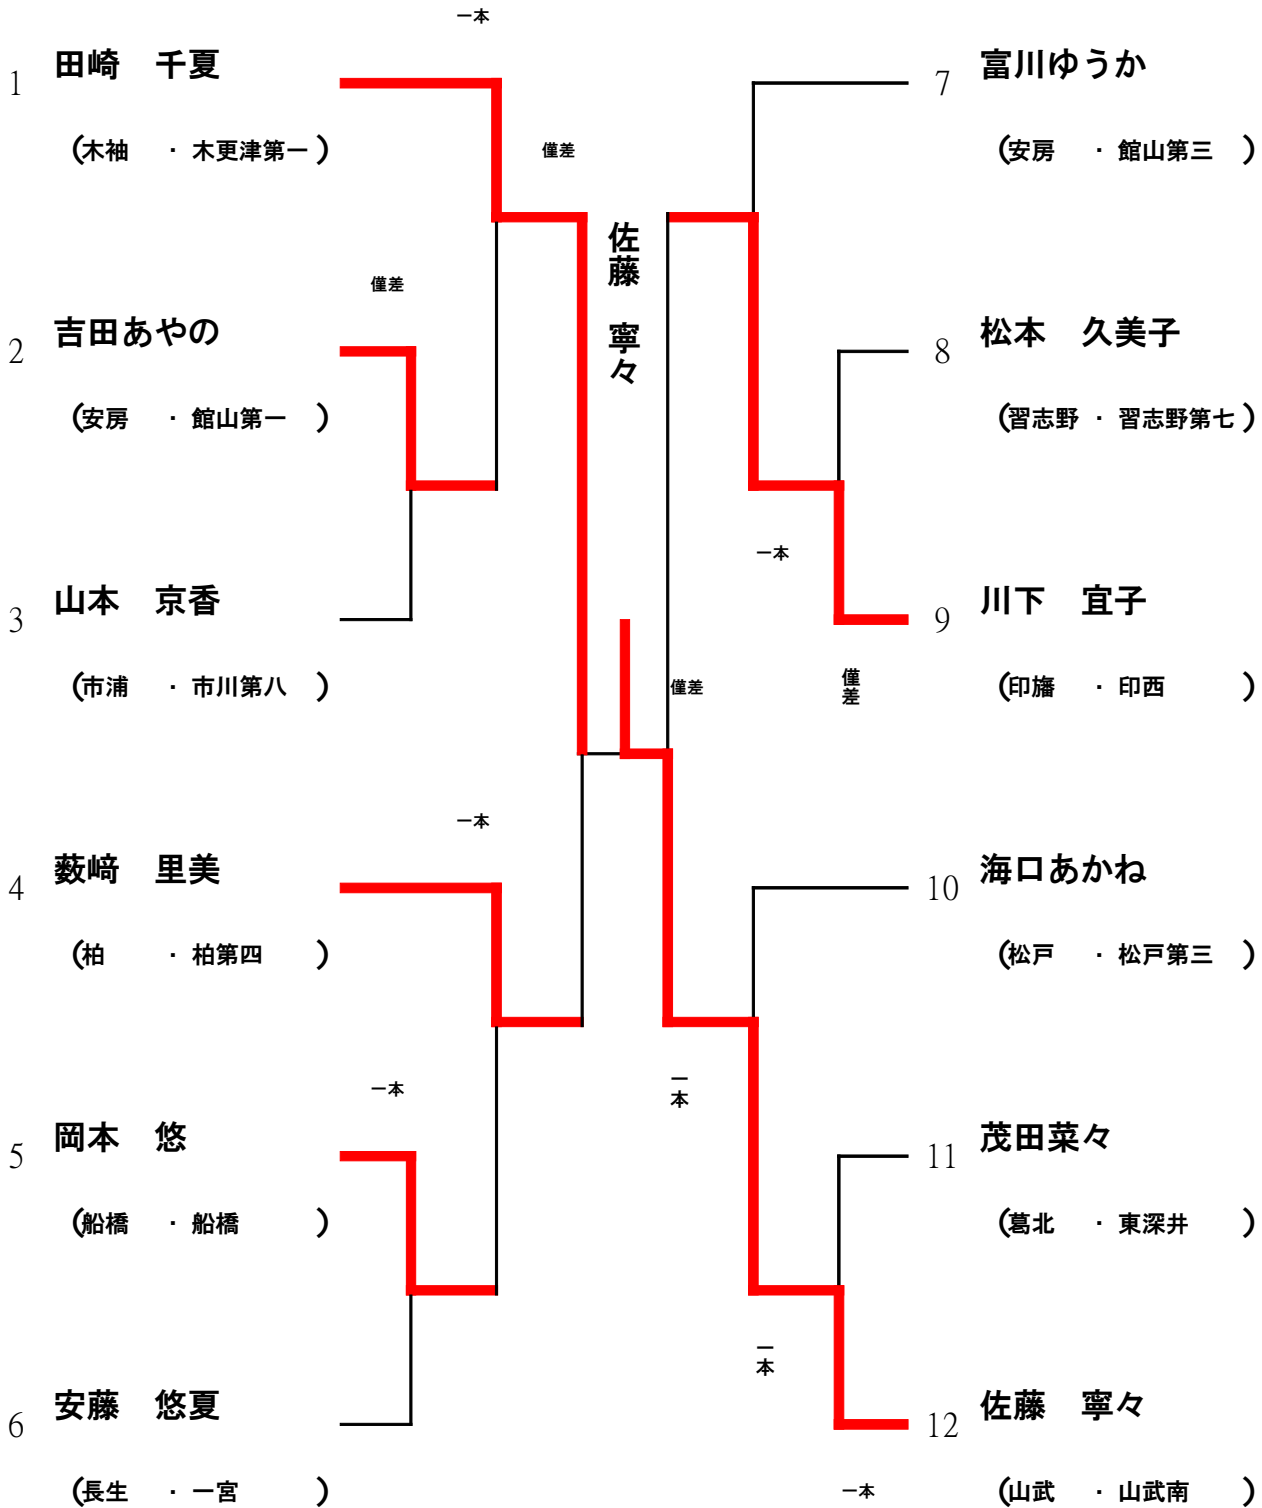 一本
1 田崎　千夏
(木袖 ・ 木更津第一)
僅差
僅差
2 吉田あやの
(安房 ・ 館山第一)
3 山本　京香
(市浦 ・ 市川第八)
一本
4 薮﨑　里美
(柏 ・ 柏第四)
一本
5 岡本　悠
(船橋 ・ 船橋)
6 安藤　悠夏
(長生 ・ 一宮)
佐藤　寧々
僅差
7 富川ゆうか
(安房 ・ 館山第三)
8 松本　久美子
(習志野 ・ 習志野第七)
一本
9 川下　宜子
(印旛 ・ 印西)
僅差
10 海口あかね
(松戸 ・ 松戸第三)
一本
11 茂田菜々
(葛北 ・ 東深井)
一本
12 佐藤　寧々
(山武 ・ 山武南)
一本